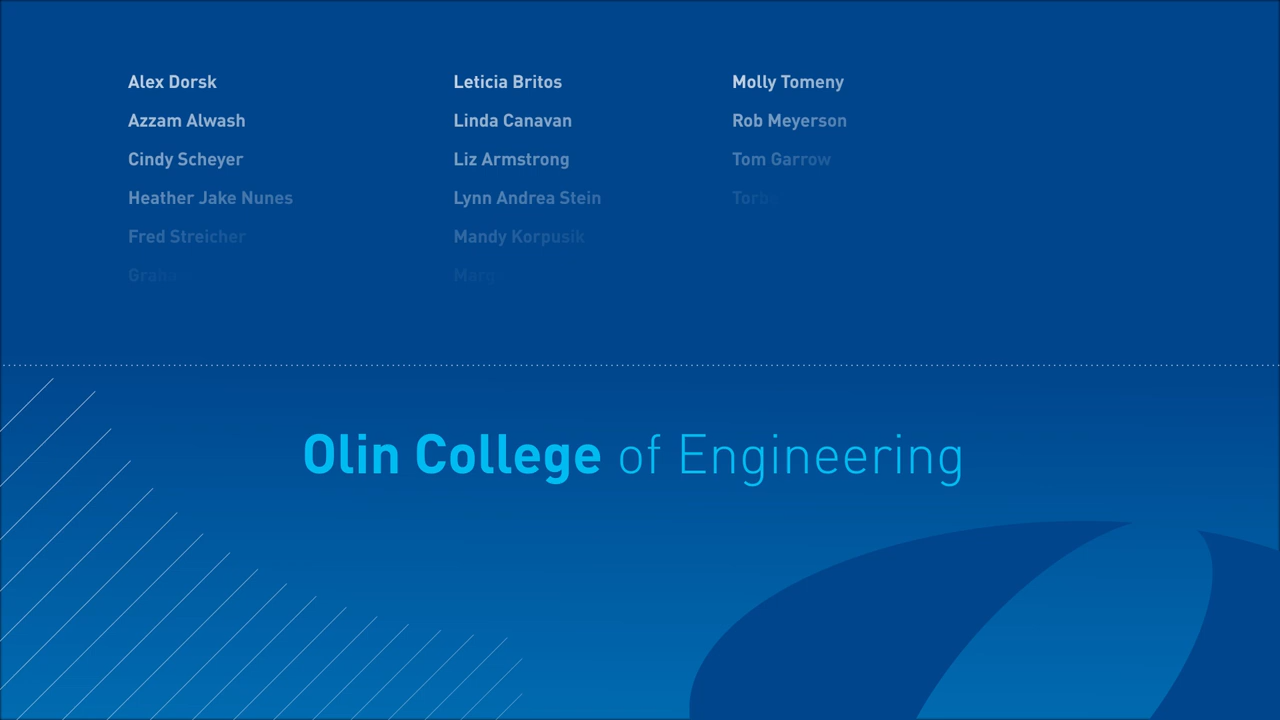 Alex Dorsk
Azzam Alwash
Cindy Scheyer
Heather Jake Nunes
Fred Streicher
Leticia Britos
Linda Canavan
Liz Armstrong
Lynn Andrea Stein
Mandy Korpusik
Molly Tomeny
Rob Meyerson
Tom Garrow
Olin College of Engineering